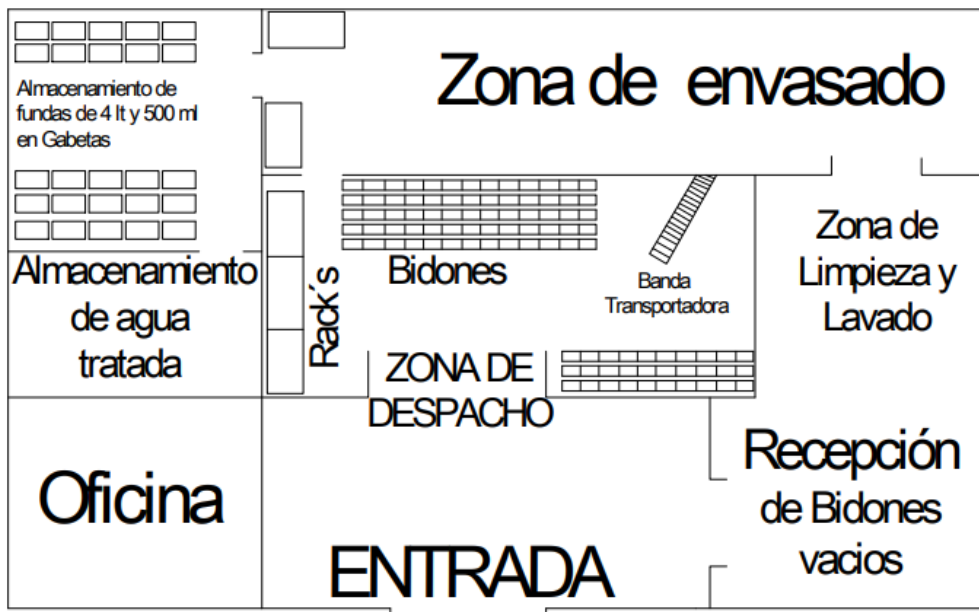 Zona de envasado
Almacenamiento de
fundas de 4 lt y 500 ml
en Gabetas
Almacenamiento
de agua
tratada
Rack´s
Bidones
Banda
Transportadora
Zona de
Limpieza y
Lavado
ZONA DE
DESPACHO
Oficina
ENTRADA
Recepción
de Bidones
vacios